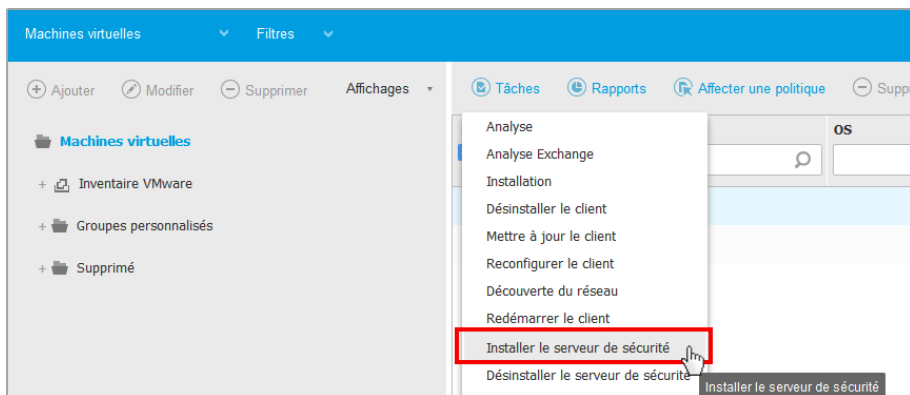 Machines virtuelles Filtres
Ajouter Modifier Supprimer Affichages Tâches Rapports Affecter une politique
Machines virtuelles
Inventaire VMware
Groupes personnalisés
Supprimé
Analyse
Analyse Exchange
Installation
Désinstaller le client
Mettre à jour le client
Reconfigurer le client
Découverte du réseau
Redémarrer le client
Installer le serveur de sécurité
Désinstaller le serveur de sécurité
Installer le serveur de sécurité
OS